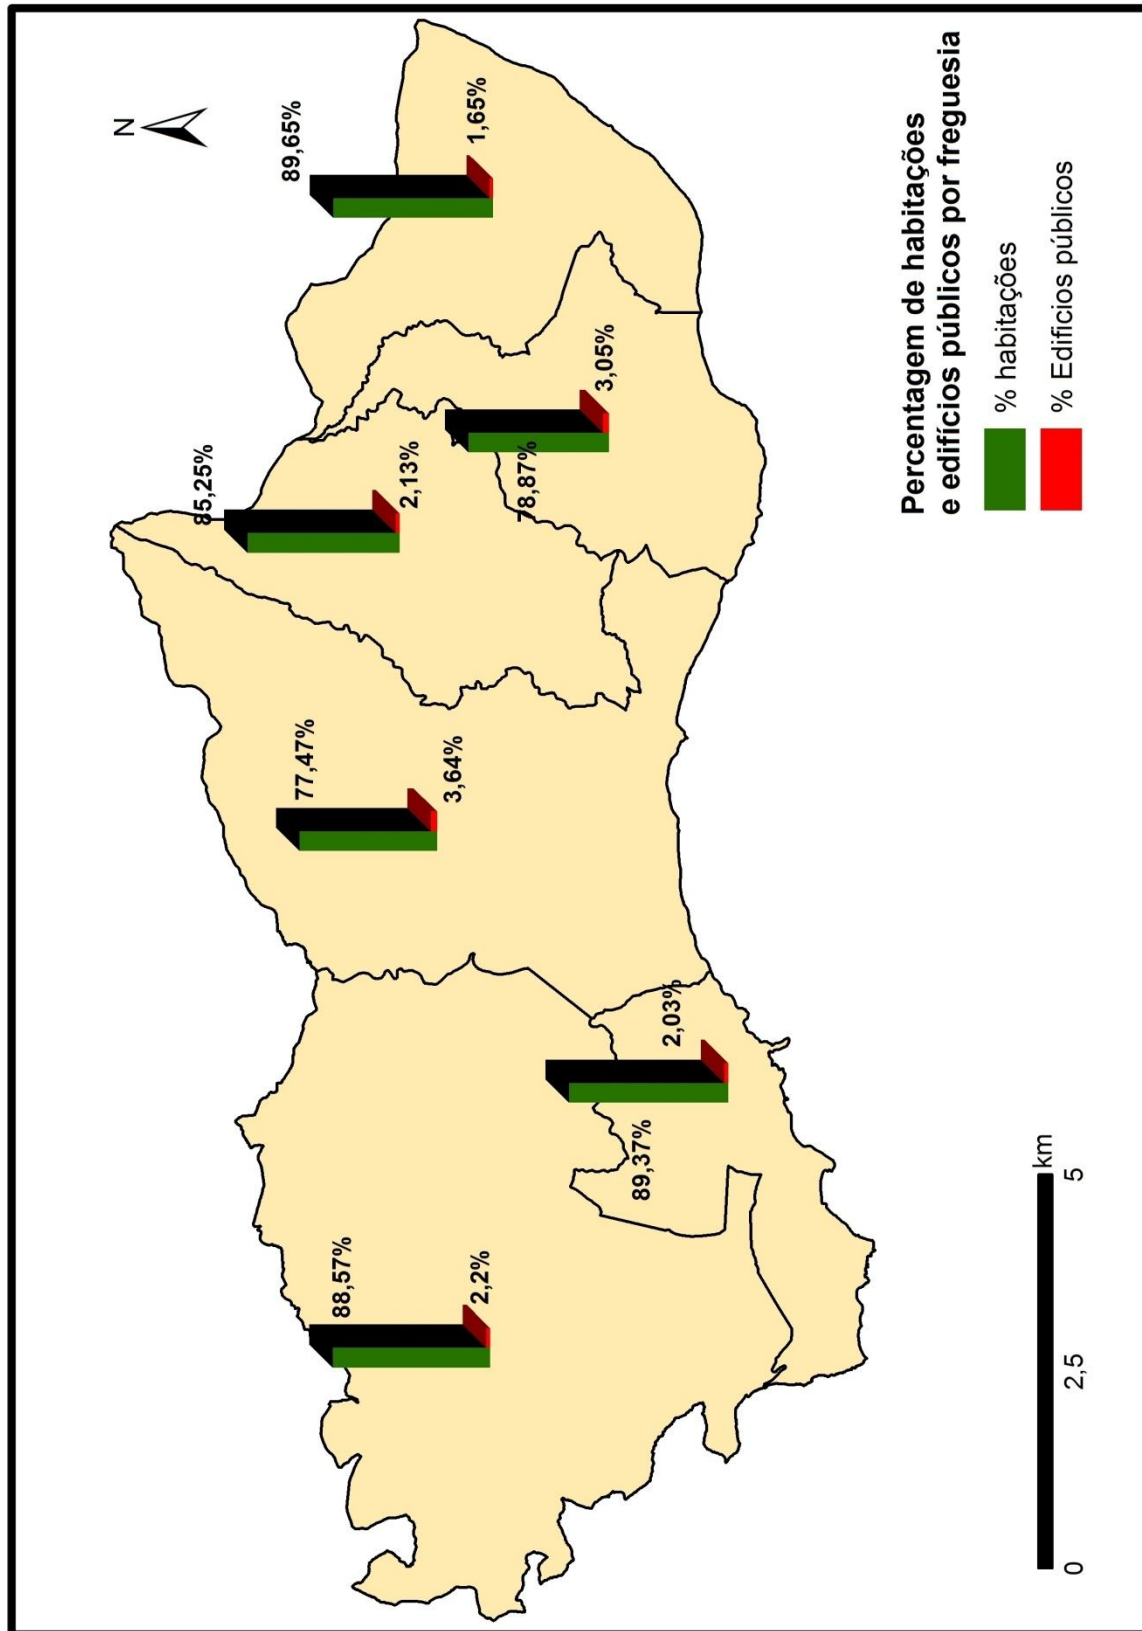 N
85,25%
89,65%
77,47%
88,57%
2,13%
3,64%
1,65%
2,2%
78,87%
3,05%
89,37%
2,03%
Percentagem de habitações
e edifícios públicos por freguesia
% habitações
% Edifícios públicos
km
0 2,5 5